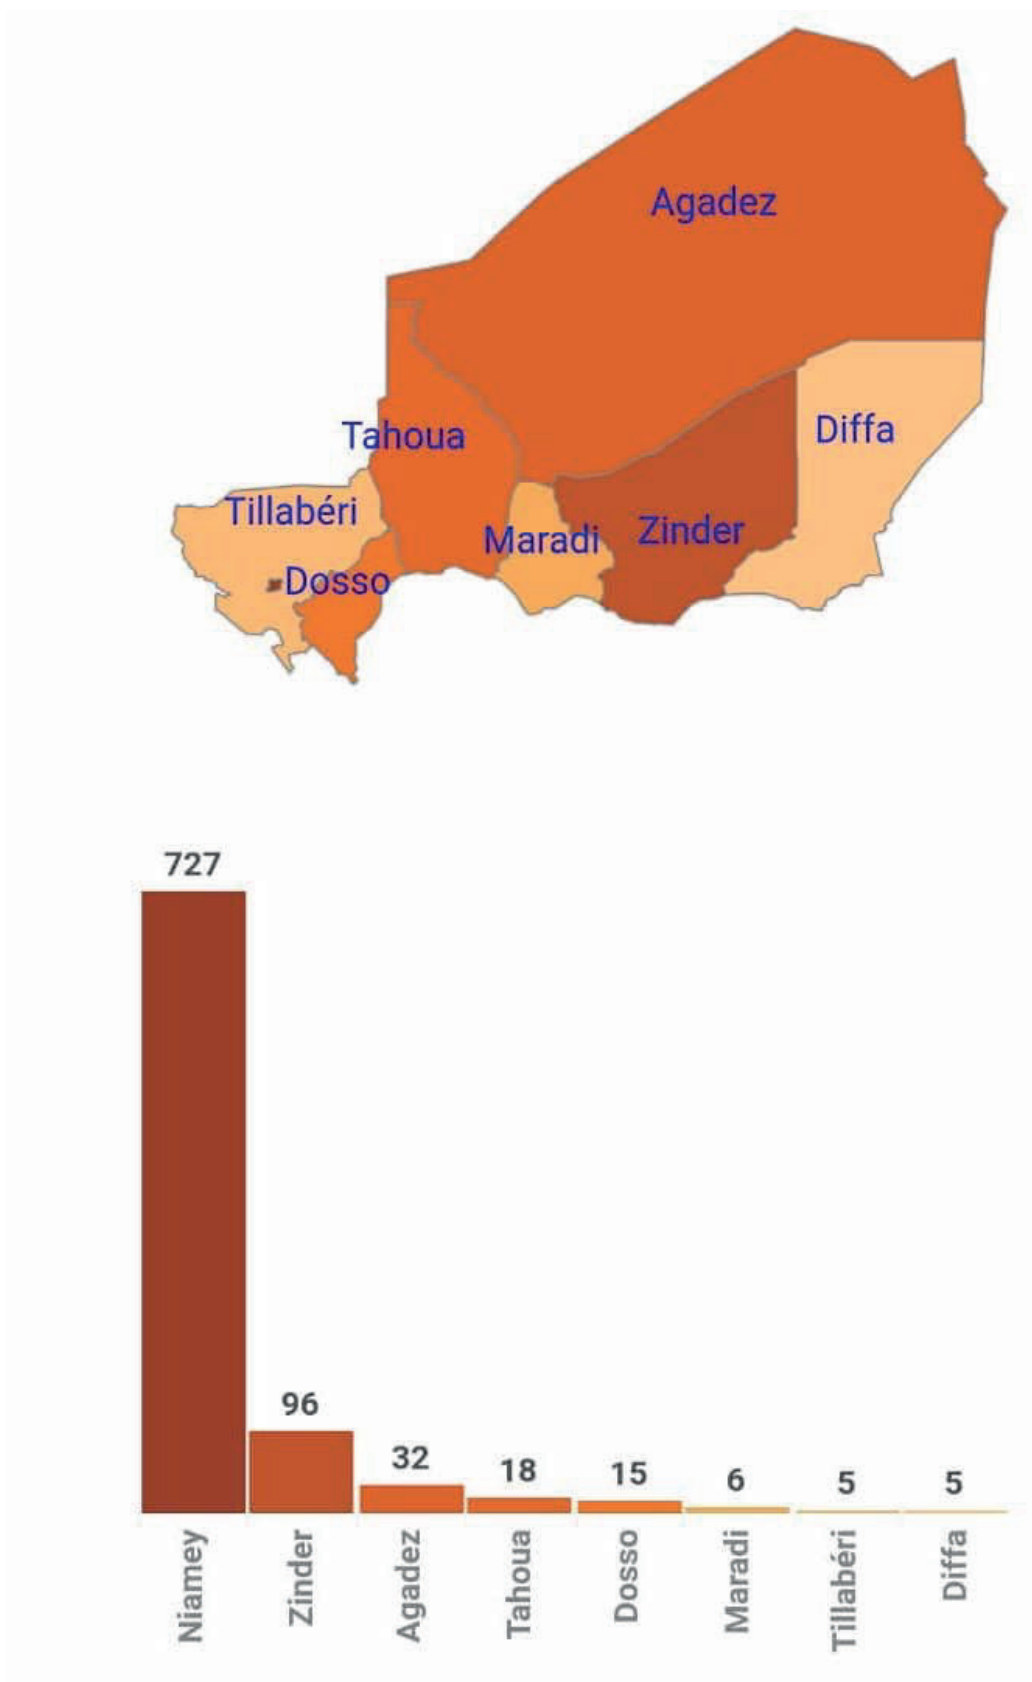 Agadez
Diffa
Tahoua
Tillabéri
Zinder
Maradi
Dosso
727
96
32
18
15
6
5
5
Niamey
Zinder
Agadez
Tahoua
Dosso
Maradi
Tillabéri
Diffa